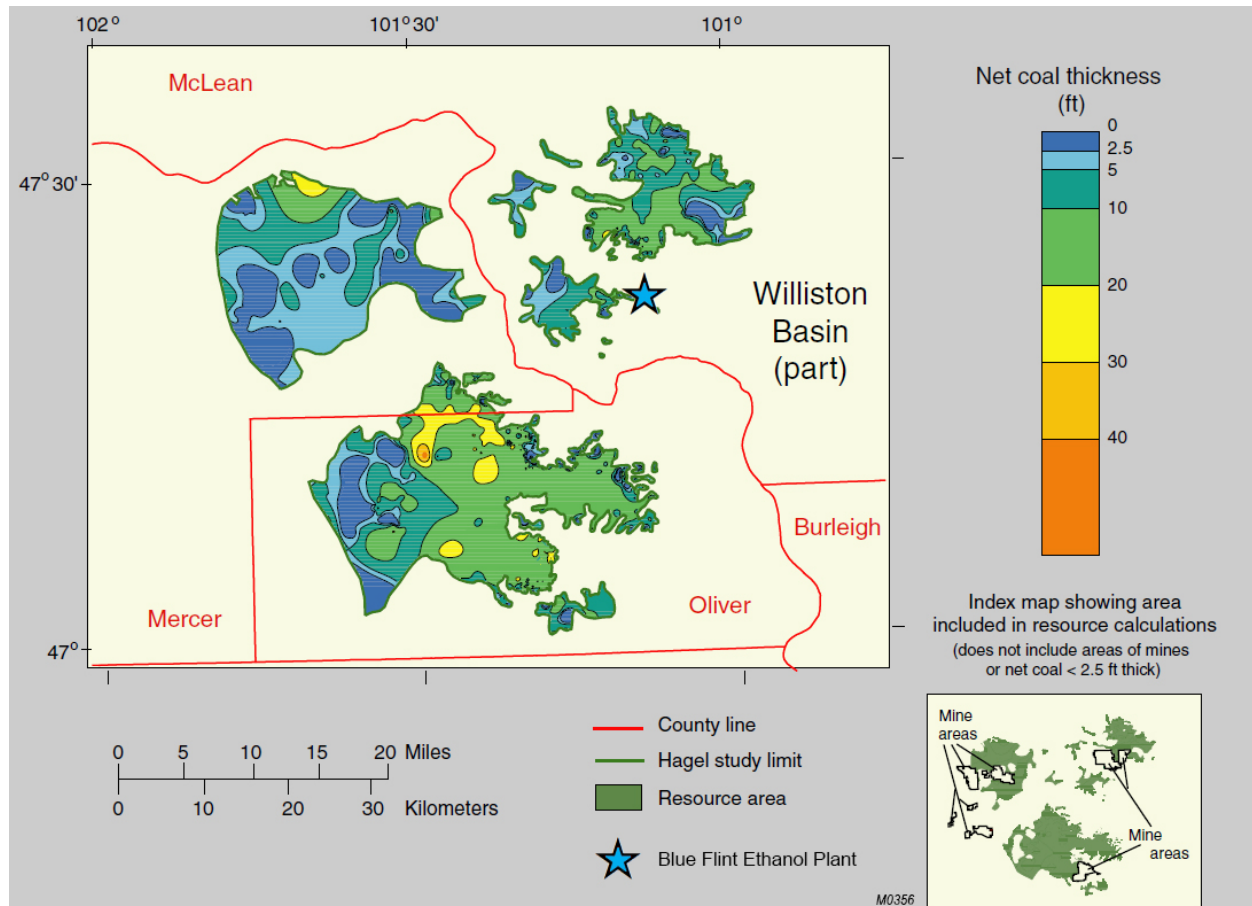 102°
101°30'
101°
47°30'
47°
McLean
Williston
Basin
(part)
Burleigh
Mercer
Oliver
Net coal thickness
(ft)
0
2.5
5
10
20
30
40
Index map showing area
included in resource calculations
(does not include areas of mines
or net coal < 2.5 ft thick)
Mine
areas
Mine
areas
0 5 10 15 20 Miles
0 10 20 30 Kilometers
County line
Hagel study limit
Resource area
Blue Flint Ethanol Plant
M0356